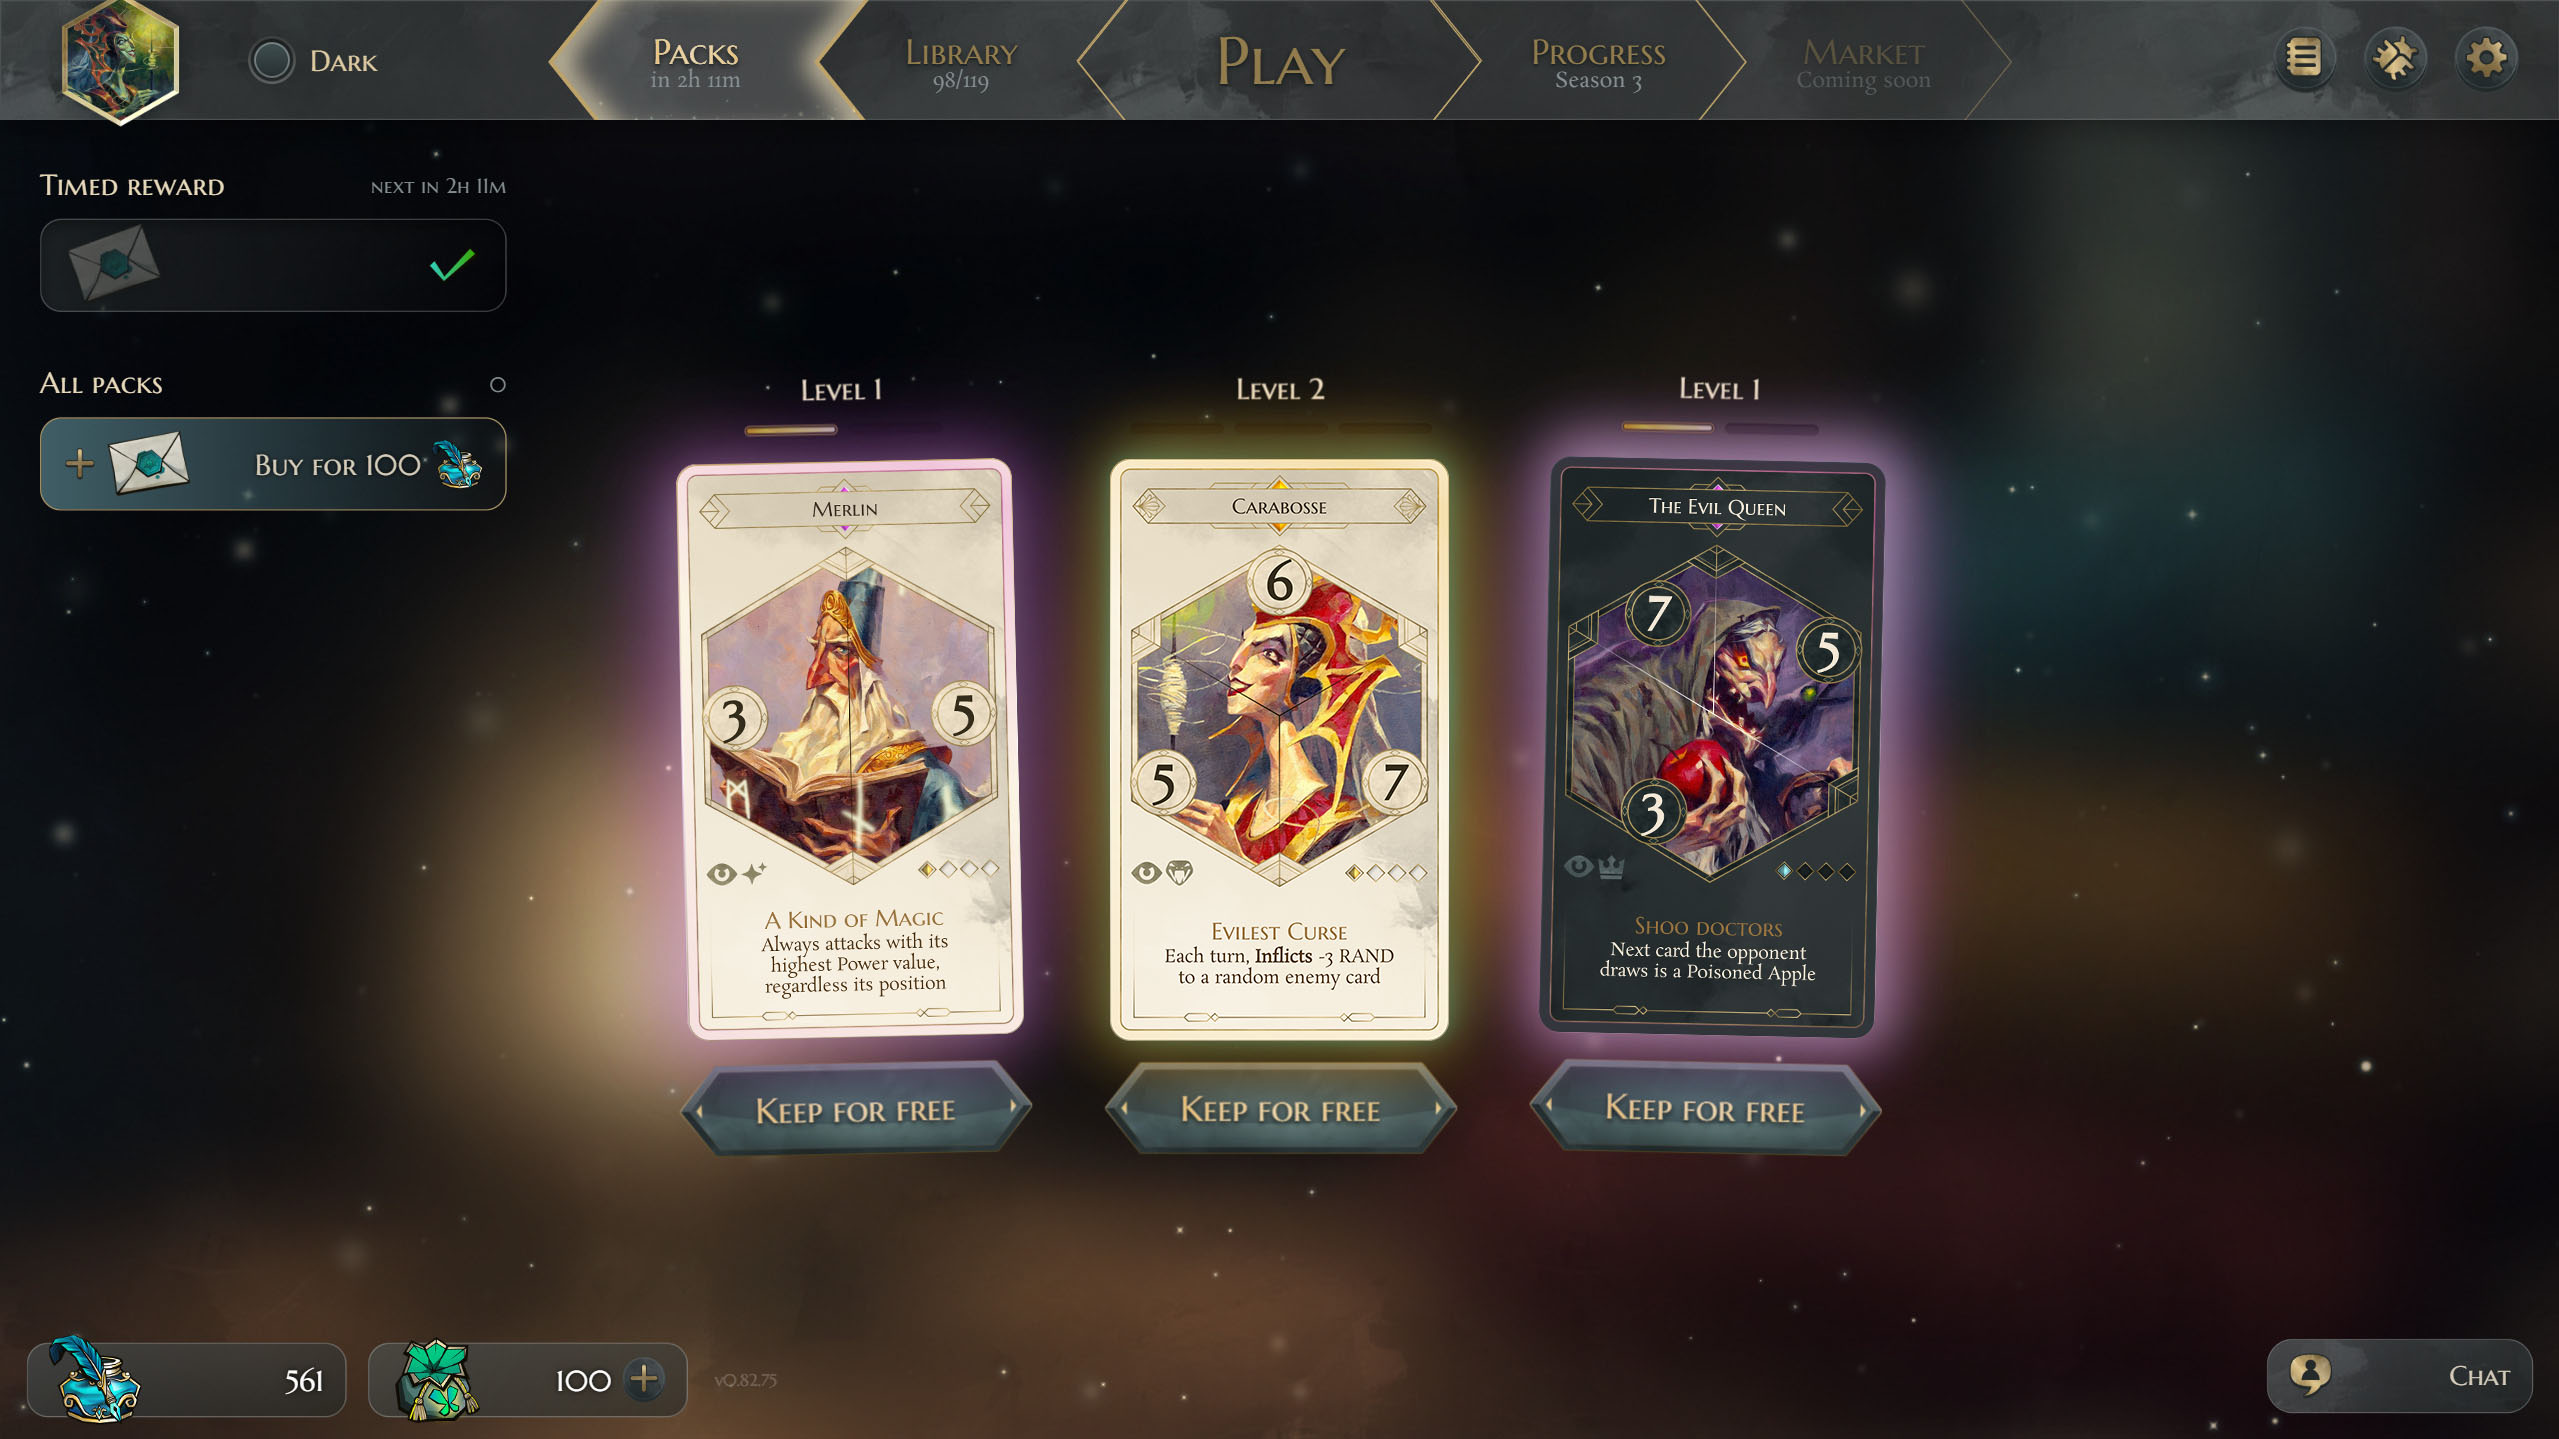 Dark
Packs
in 2h 11m
Library
98/119
Play
Progress
Season 3
Market
Coming soon
Timed reward
next in 2h 11m
All packs
0
Buy for 100
Level 1
Merlin
3
5
A Kind of Magic
Always attacks with its
highest Power value,
regardless its position
Keep for free
Level 2
Carabosse
6
5
7
Evilest Curse
Each turn, Inflicts -3 RAND
to a random enemy card
Keep for free
Level 1
The Evil Queen
7
5
3
Shoo doctors
Next card the opponent
draws is a Poisoned Apple
Keep for free
561
100
v0.82.75
Chat